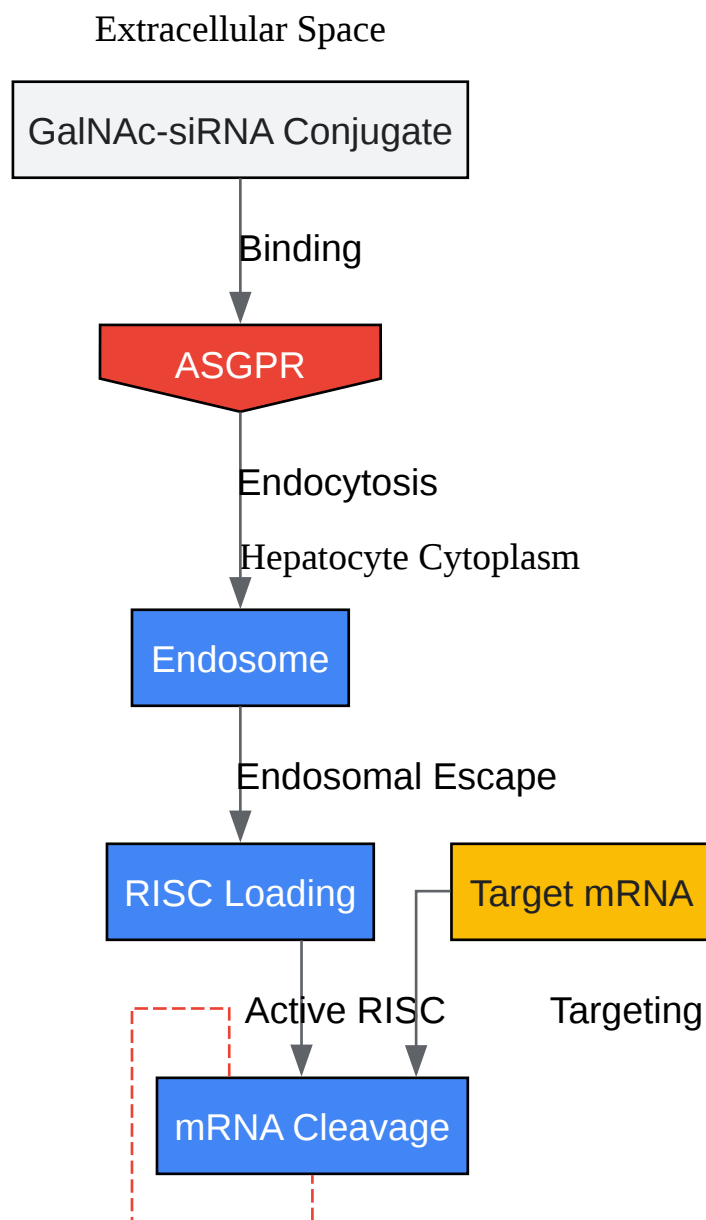 Extracellular Space
GalNAc-siRNA Conjugate
Binding
ASGPR
Endocytosis
Hepatocyte Cytoplasm
Endosome
Endosomal Escape
RISC Loading
Target mRNA
Active RISC
Targeting
mRNA Cleavage